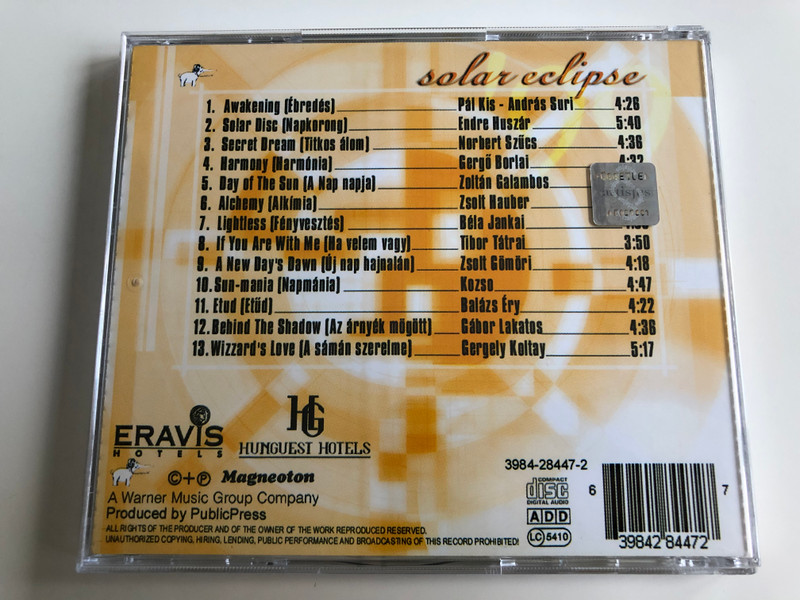 solar eclipse
1. Awakening (Ébredés) Pál Kis - András Suri 4:26
2. Solar Disc (Napkorong) Endre Huszár 5:40
3. Secret Dream (Titkos álom) Norbert Szűcs 4:36
4. Harmony (Harmónia) Gergő Borlai 4:32
5. Day of The Sun (A Nap napja) Zoltán Galambos
6. Alchemy (Alkímia) Zsolt Hauber
7. Lightless (Fényvesztés) Béla Jankai
8. If You Are With Me (Ha velem vagy) Tibor Tátrai 3:50
9. A New Day's Dawn (Új nap hajnalán) Zsolt Gömöri 4:18
10. Sun-mania (Napmánia) Kozso 4:47
11. Etud (Etűd) Balázs Éry 4:22
12. Behind The Shadow (Az árnyék mögött) Gábor Lakatos 4:36
13. Wizzard's Love (A sámán szerelme) Gergely Koltay 5:17
HG
ERAVIS
HOTELS
HUNGUEST HOTELS
©+℗ Magneoton
A Warner Music Group Company
Produced by PublicPress
ALL RIGHTS OF THE PRODUCER AND OF THE OWNER OF THE WORK REPRODUCED RESERVED.
UNAUTHORIZED COPYING, HIRING, LENDING, PUBLIC PERFORMANCE AND BROADCASTING OF THIS RECORD PROHIBITED!
3984-28447-2
COMPACT
disc
DIGITAL AUDIO
ADD
LC 5410
6 39842 84472 7